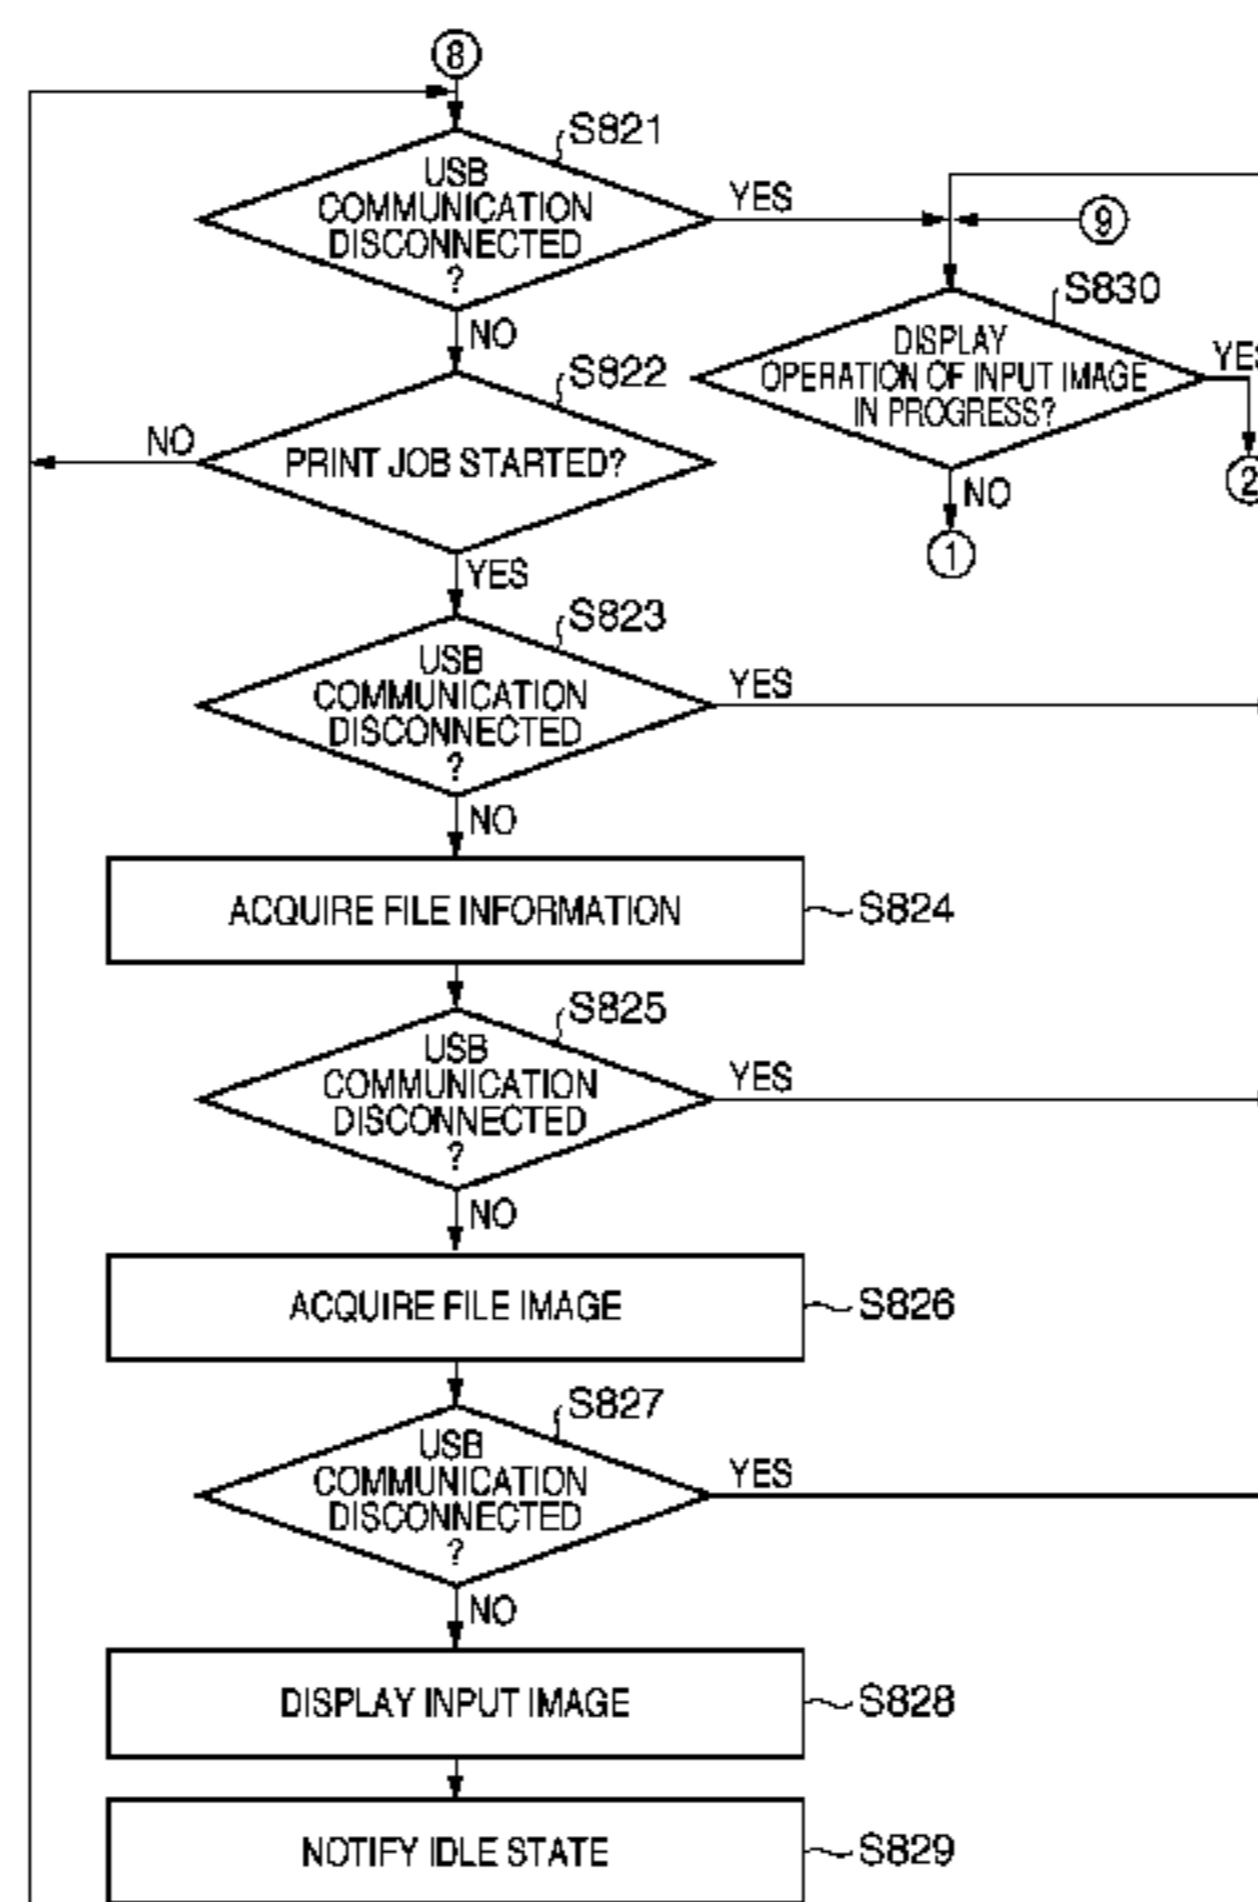 8
S821
USB
COMMUNICATION
DISCONNECTED
?
YES
9
NO
S830
DISPLAY
OPERATION OF INPUT IMAGE
IN PROGRESS?
YES
2
NO
1
S822
PRINT JOB STARTED?
NO
YES
S823
USB
COMMUNICATION
DISCONNECTED
?
YES
NO
ACQUIRE FILE INFORMATION
S824
S825
USB
COMMUNICATION
DISCONNECTED
?
YES
NO
ACQUIRE FILE IMAGE
S826
S827
USB
COMMUNICATION
DISCONNECTED
?
YES
NO
DISPLAY INPUT IMAGE
S828
NOTIFY IDLE STATE
S829